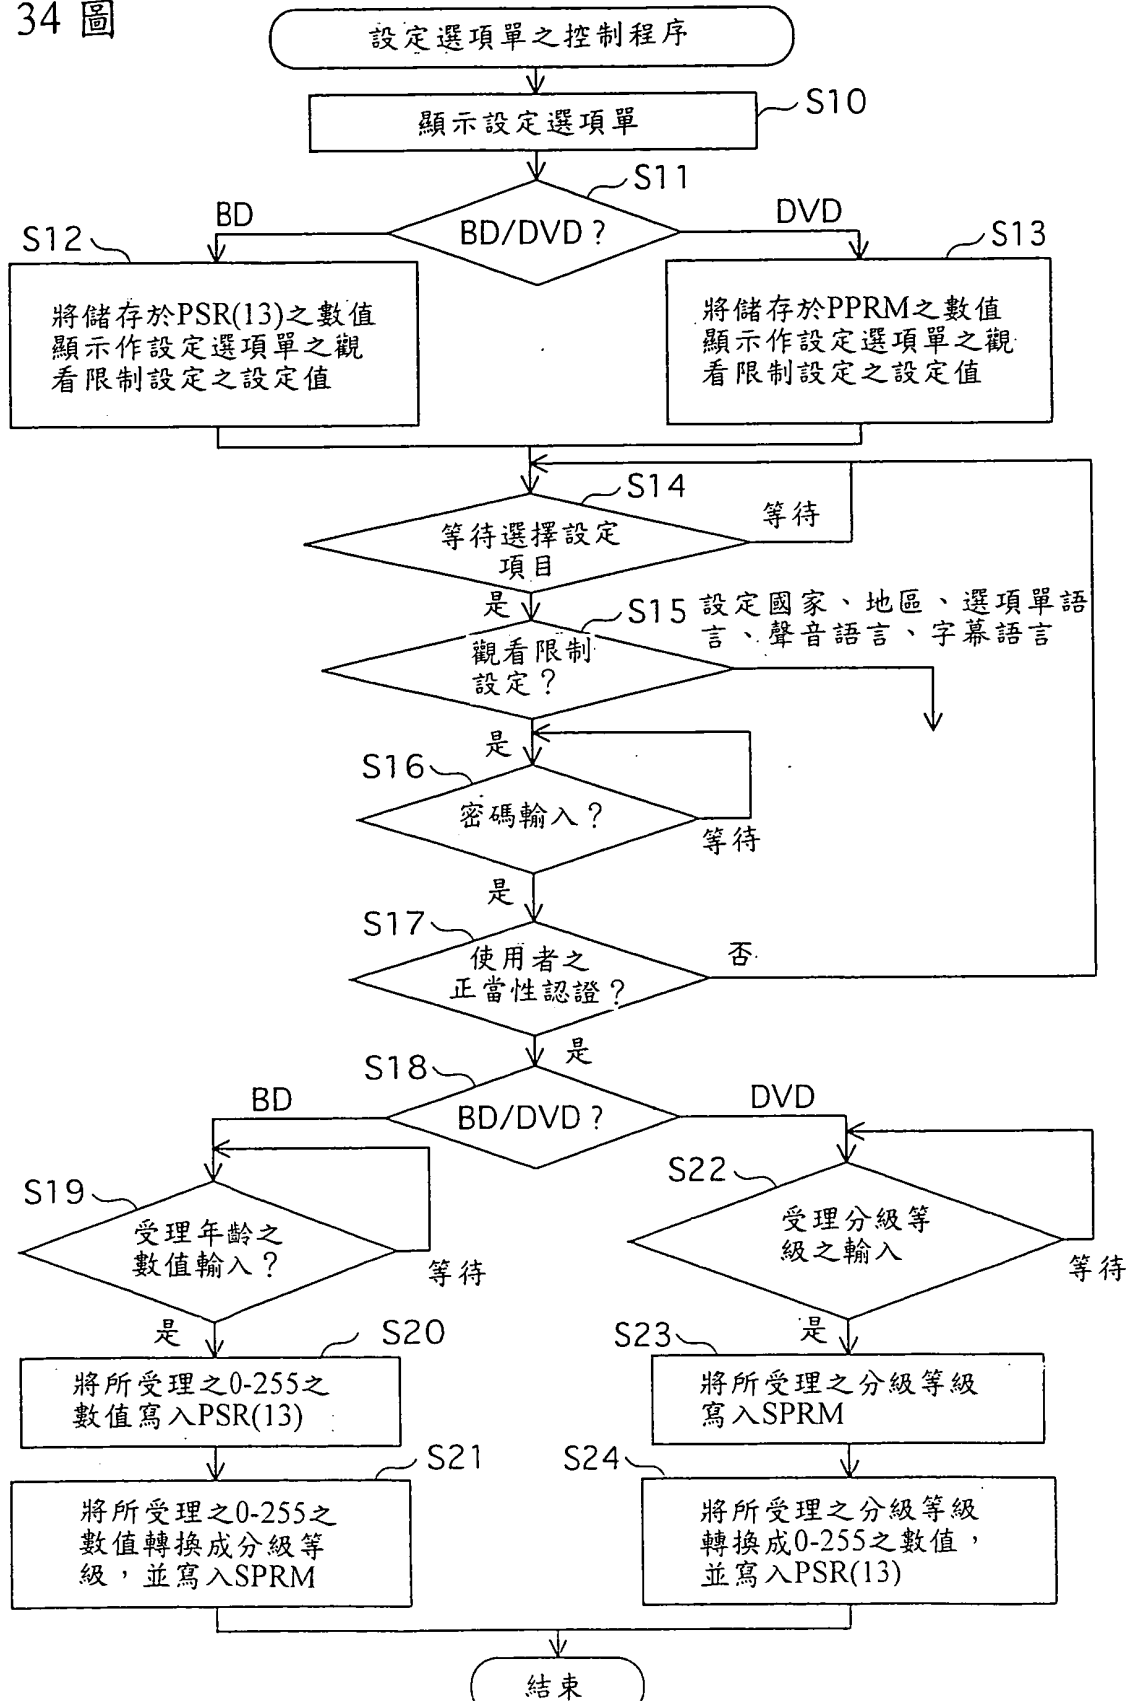 34 圖
設定選項單之控制程序
顯示設定選項單
S10
S11
BD/DVD?
BD
DVD
S12
S13
將儲存於PSR(13)之數值
顯示作設定選項單之觀
看限制設定之設定值
將儲存於PPRM之數值
顯示作設定選項單之觀
看限制設定之設定值
S14
等待選擇設定
項目
等待
是
S15
設定國家、地區、選項單語
言、聲音語言、字幕語言
觀看限制
設定?
是
S16
密碼輸入?
等待
是
S17
使用者之
正當性認證?
否
是
S18
BD/DVD?
BD
DVD
S19
受理年齡之
數值輸入?
等待
S22
受理分級等
級之輸入
等待
是
S20
將所受理之0-255之
數值寫入PSR(13)
是
S23
將所受理之分級等級
寫入SPRM
S21
將所受理之0-255之
數值轉換成分級等
級,並寫入SPRM
S24
將所受理之分級等級
轉換成0-255之數值,
並寫入PSR(13)
結束